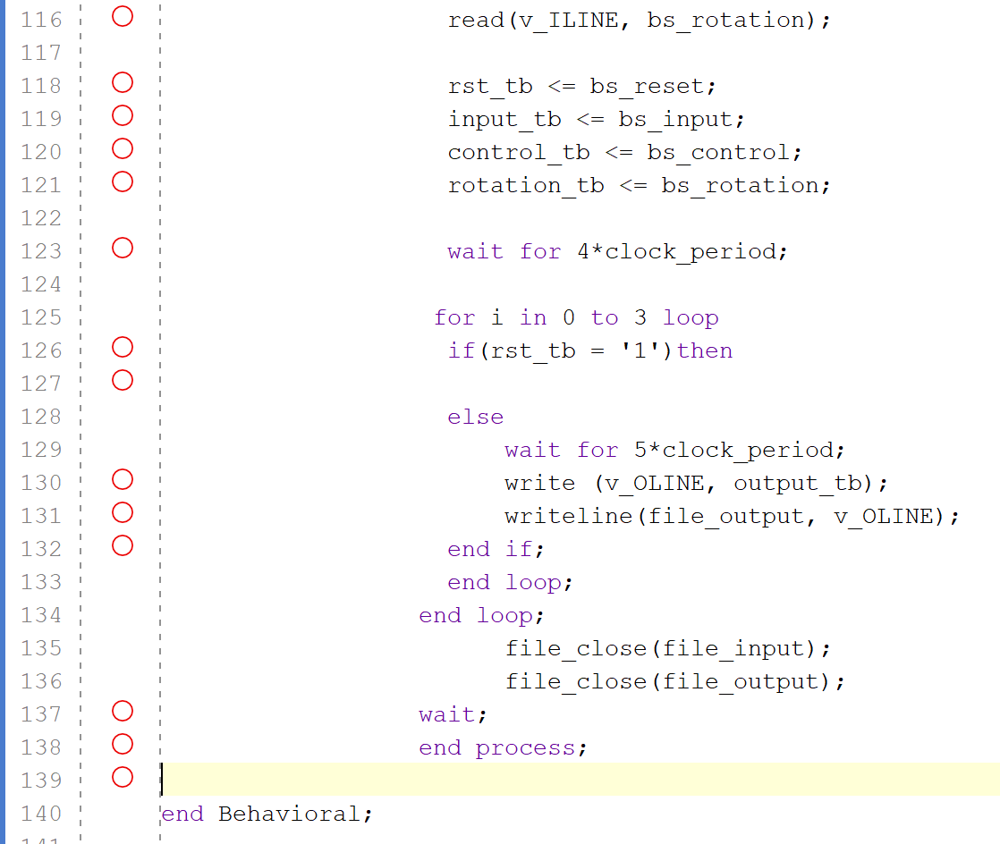 116 read(v_ILINE, bs_rotation);
117
118 rst_tb <= bs_reset;
119 input_tb <= bs_input;
120 control_tb <= bs_control;
121 rotation_tb <= bs_rotation;
122
123 wait for 4*clock_period;
124
125 for i in 0 to 3 loop
126 if(rst_tb = '1')then
127
128 else
129 wait for 5*clock_period;
130 write (v_OLINE, output_tb);
131 writeline(file_output, v_OLINE);
132 end if;
133 end loop;
134 end loop;
135 file_close(file_input);
136 file_close(file_output);
137 wait;
138 end process;
139
140 end Behavioral;